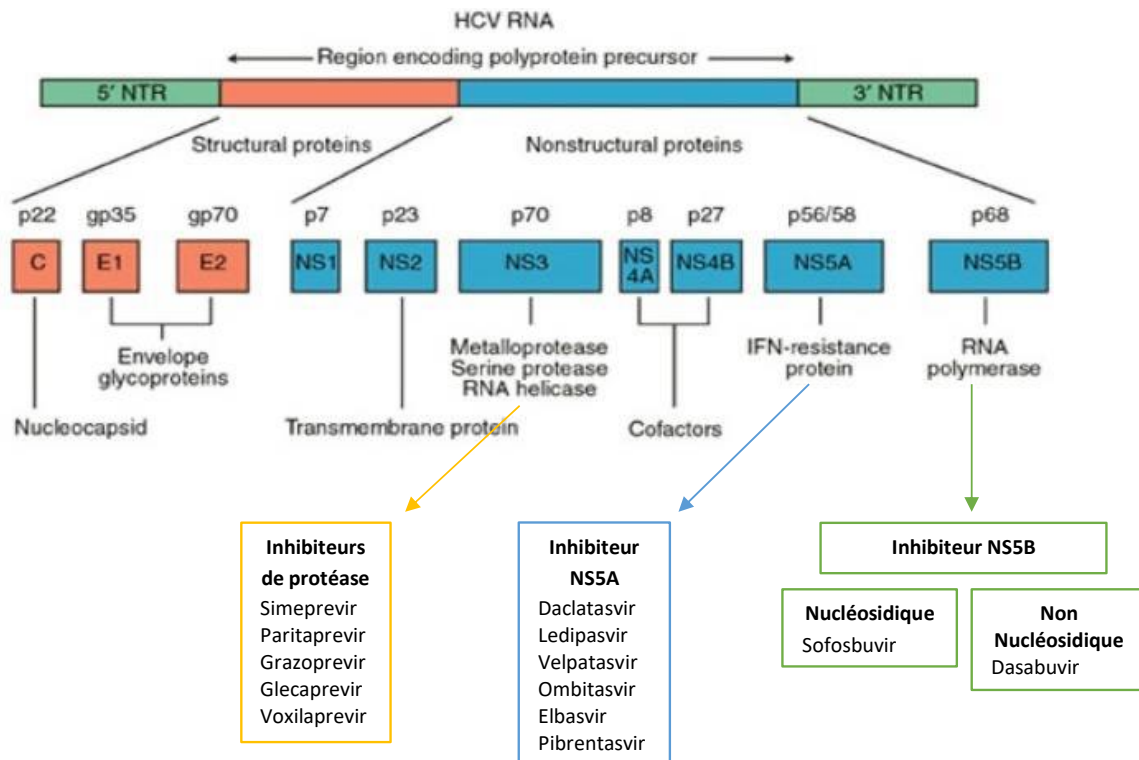 HCV RNA
Region encoding polyprotein precursor
5' NTR
3' NTR
Structural proteins
Nonstructural proteins
p22 gp35 gp70 p7 p23 p70 p8 p27 p56/58 p68
C E1 E2 NS1 NS2 NS3 NS 4A NS4B NS5A NS5B
Envelope
glycoproteins
Metalloprotease
Serine protease
RNA helicase
IFN-resistance
protein
RNA
polymerase
Nucleocapsid
Transmembrane protein
Cofactors
Inhibiteurs
de protéase
Simeprevir
Paritaprevir
Grazoprevir
Glecaprevir
Voxilaprevir
Inhibiteur
NS5A
Daclatasvir
Ledipasvir
Velpatasvir
Ombitasvir
Elbasvir
Pibrentasvir
Inhibiteur NS5B
Nucléosidique
Sofosbuvir
Non
Nucléosidique
Dasabuvir